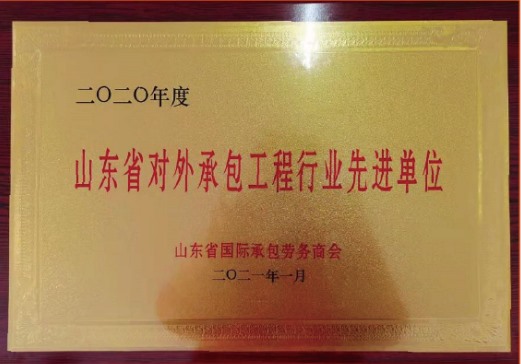 二〇二〇年度
山东省对外承包工程行业先进单位
山东省国际承包劳务商会
二〇二一年一月